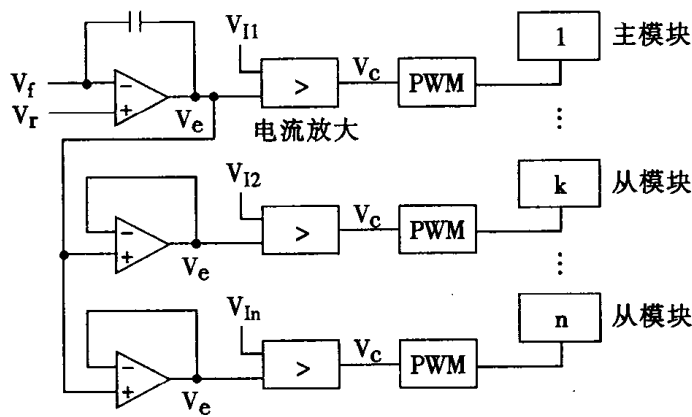 V_I1 1 主模块
V_f − > V_c PWM
V_r + V_e 电流放大 ⋮
V_I2 k 从模块
− > V_c PWM
+ V_e ⋮
V_In n 从模块
− > V_c PWM
+ V_e